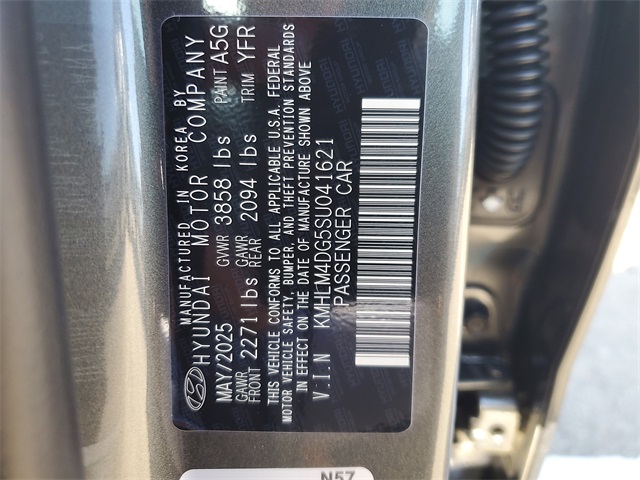 MANUFACTURED IN KOREA BY
HYUNDAI MOTOR COMPANY
MAY/2025 GVWR 3858 lbs PAINT A5G
GAWR FRONT 2271 lbs GAWR REAR 2094 lbs TRIM YFR
THIS VEHICLE CONFORMS TO ALL APPLICABLE U.S.A. FEDERAL
MOTOR VEHICLE SAFETY, BUMPER, AND THEFT PREVENTION STANDARDS
IN EFFECT ON THE DATE OF MANUFACTURE SHOWN ABOVE
V.I.N KMHLM4DG5SU041621
PASSENGER CAR
N57